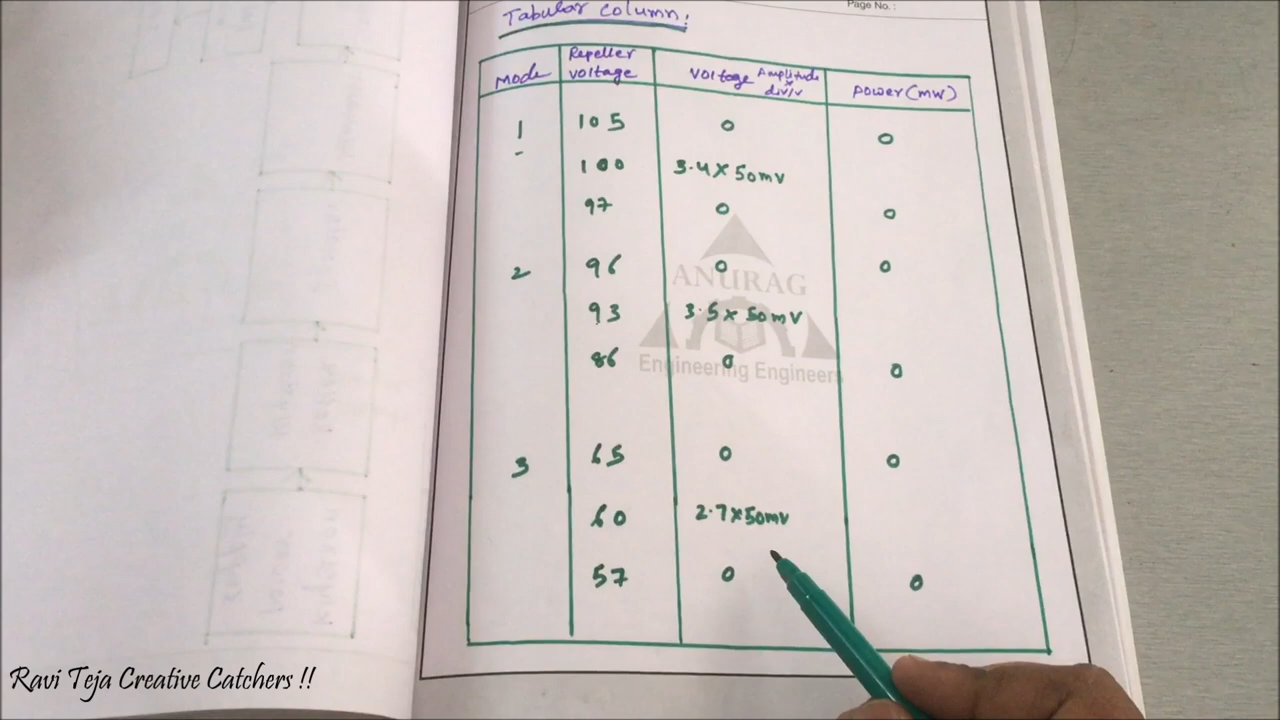 Page No. :
Tabular column:
Mode Repeller voltage Voltage Amplitude x div/v Power (mW)
1 105 0 0
100 3.4 x 50mv
97 0 0
2 96 0 0
93 3.5 x 50mv
86 0 0
3 65 0 0
60 2.7 x 50mv
57 0 0
ANURAG
Engineering Engineers
Ravi Teja Creative Catchers !!